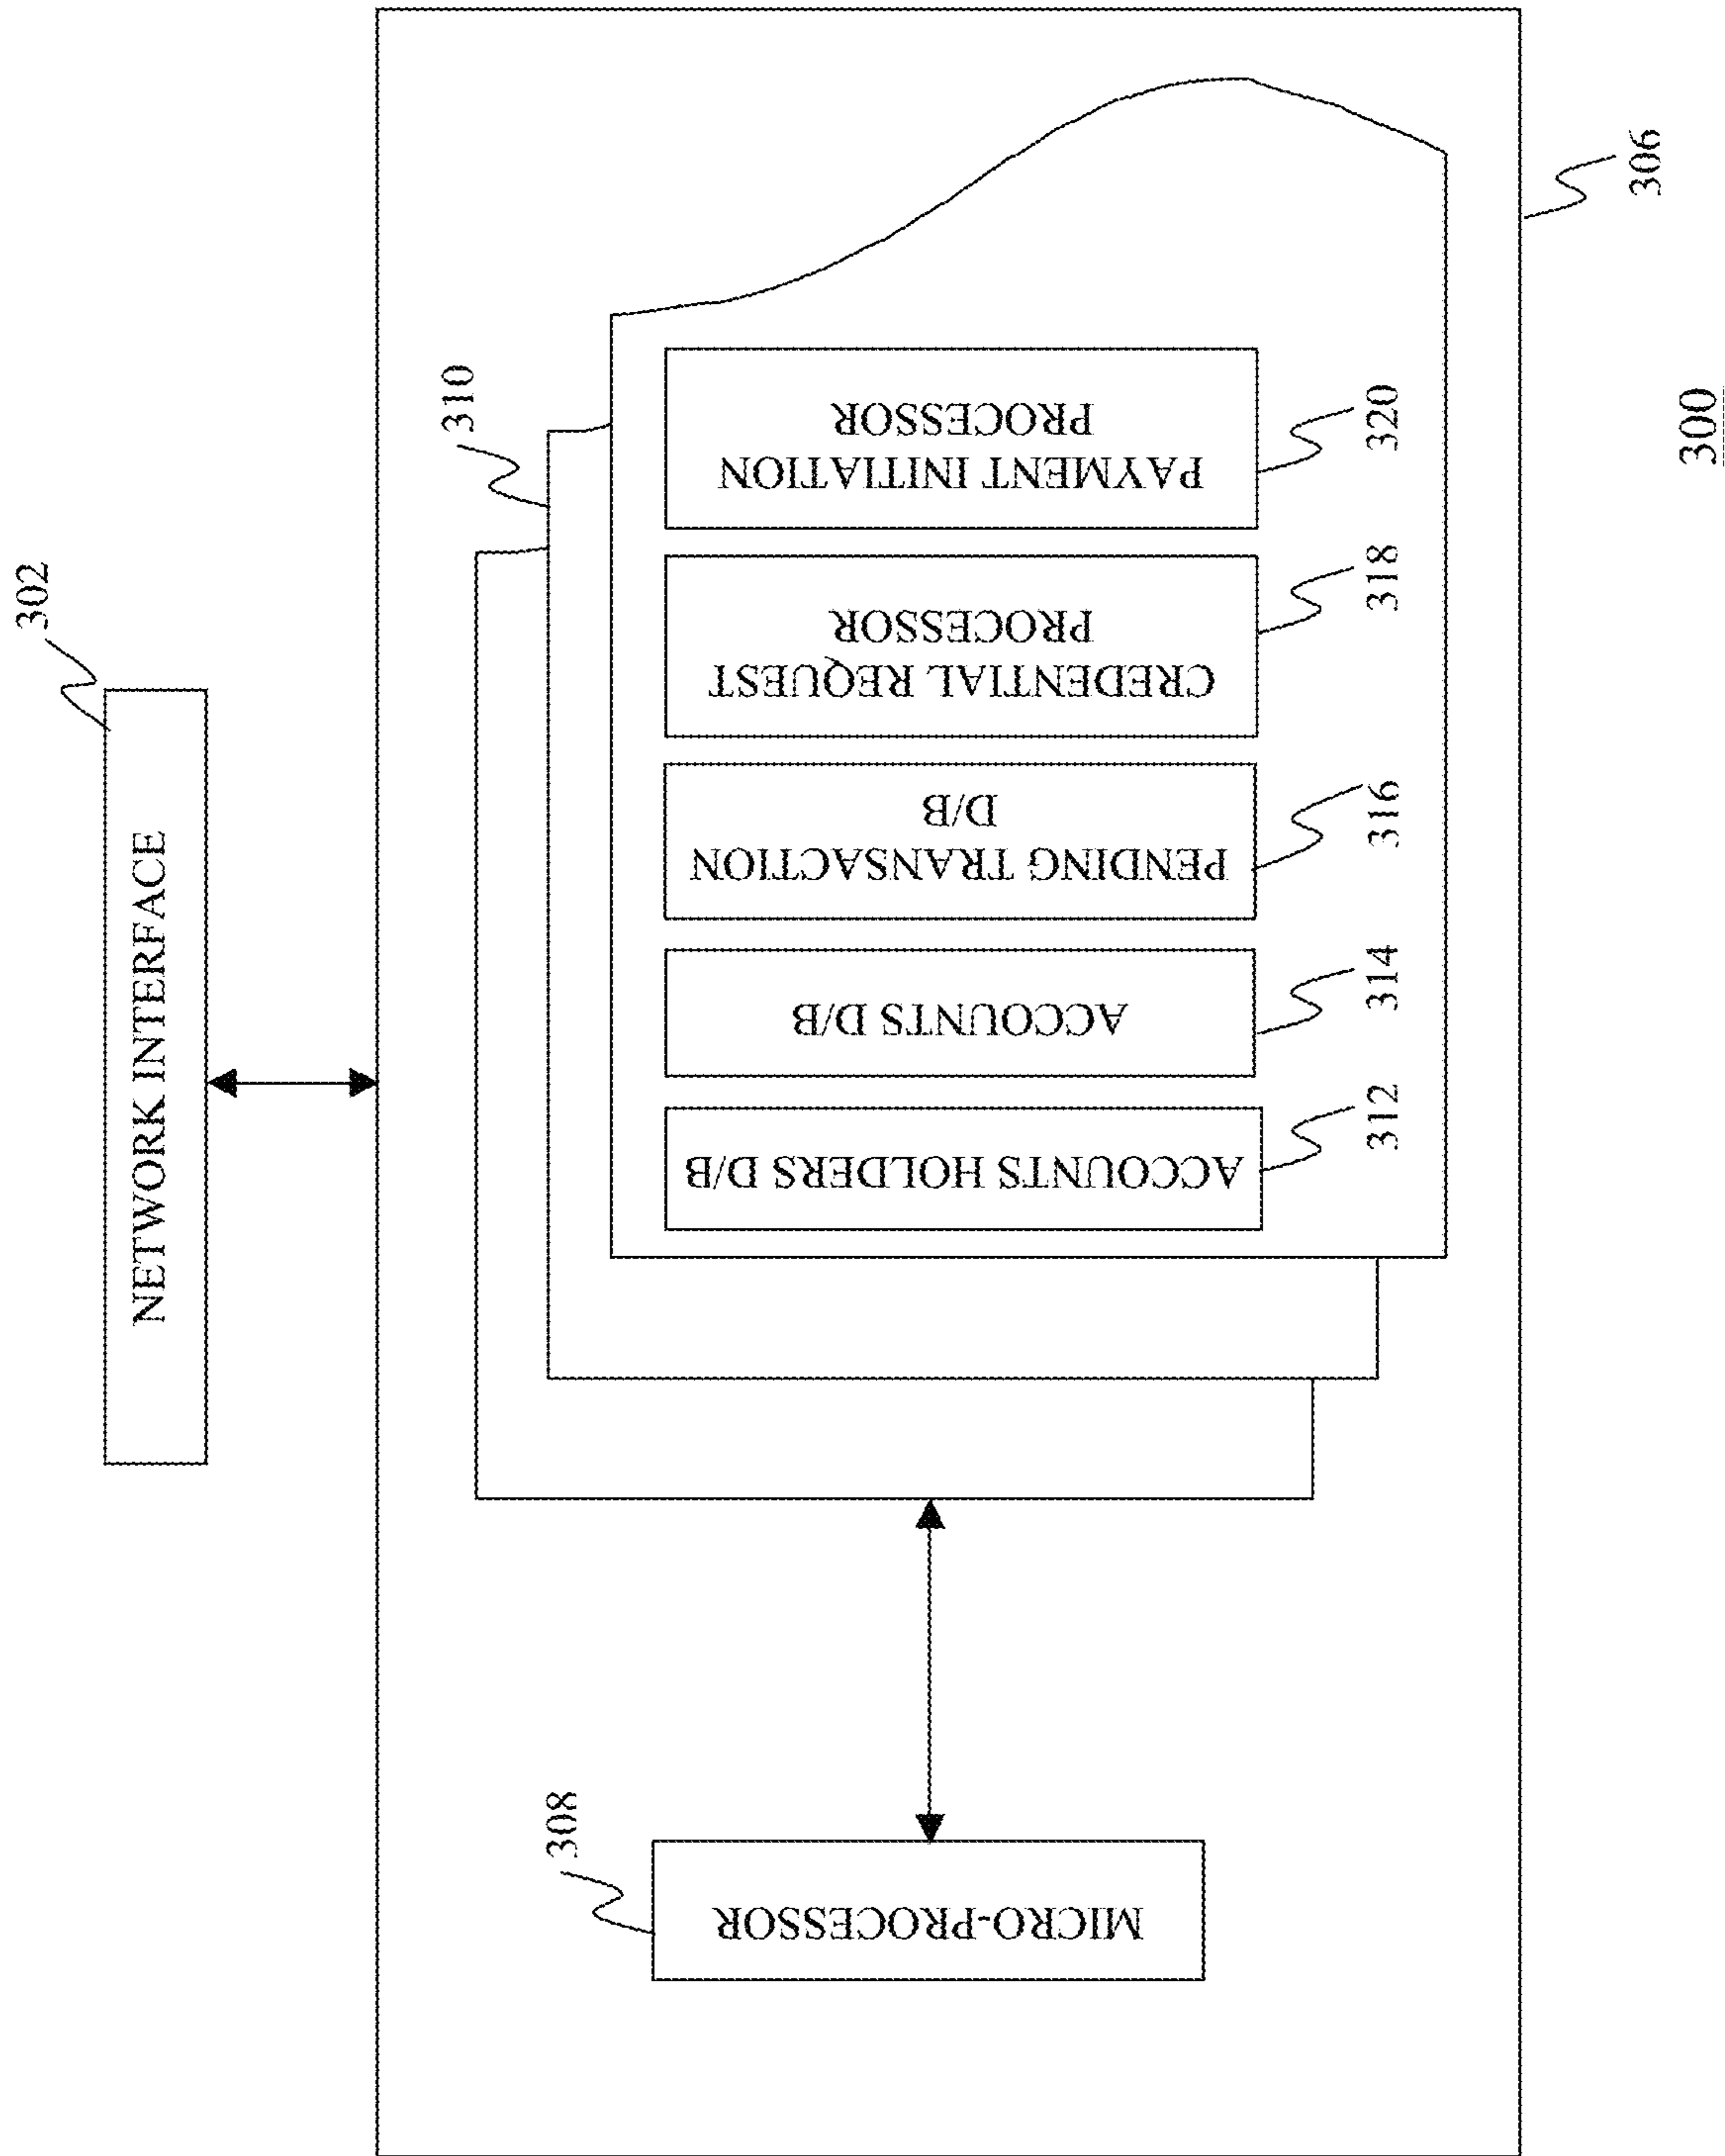 302
NETWORK INTERFACE
310
308
MICRO-PROCESSOR
ACCOUNTS HOLDERS D/B
312
ACCOUNTS D/B
314
PENDING TRANSACTION
D/B
316
CREDENTIAL REQUEST
PROCESSOR
318
PAYMENT INITIATION
PROCESSOR
320
306
300